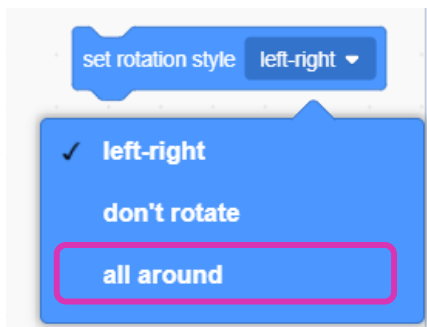 set rotation style left-right
left-right
don't rotate
all around